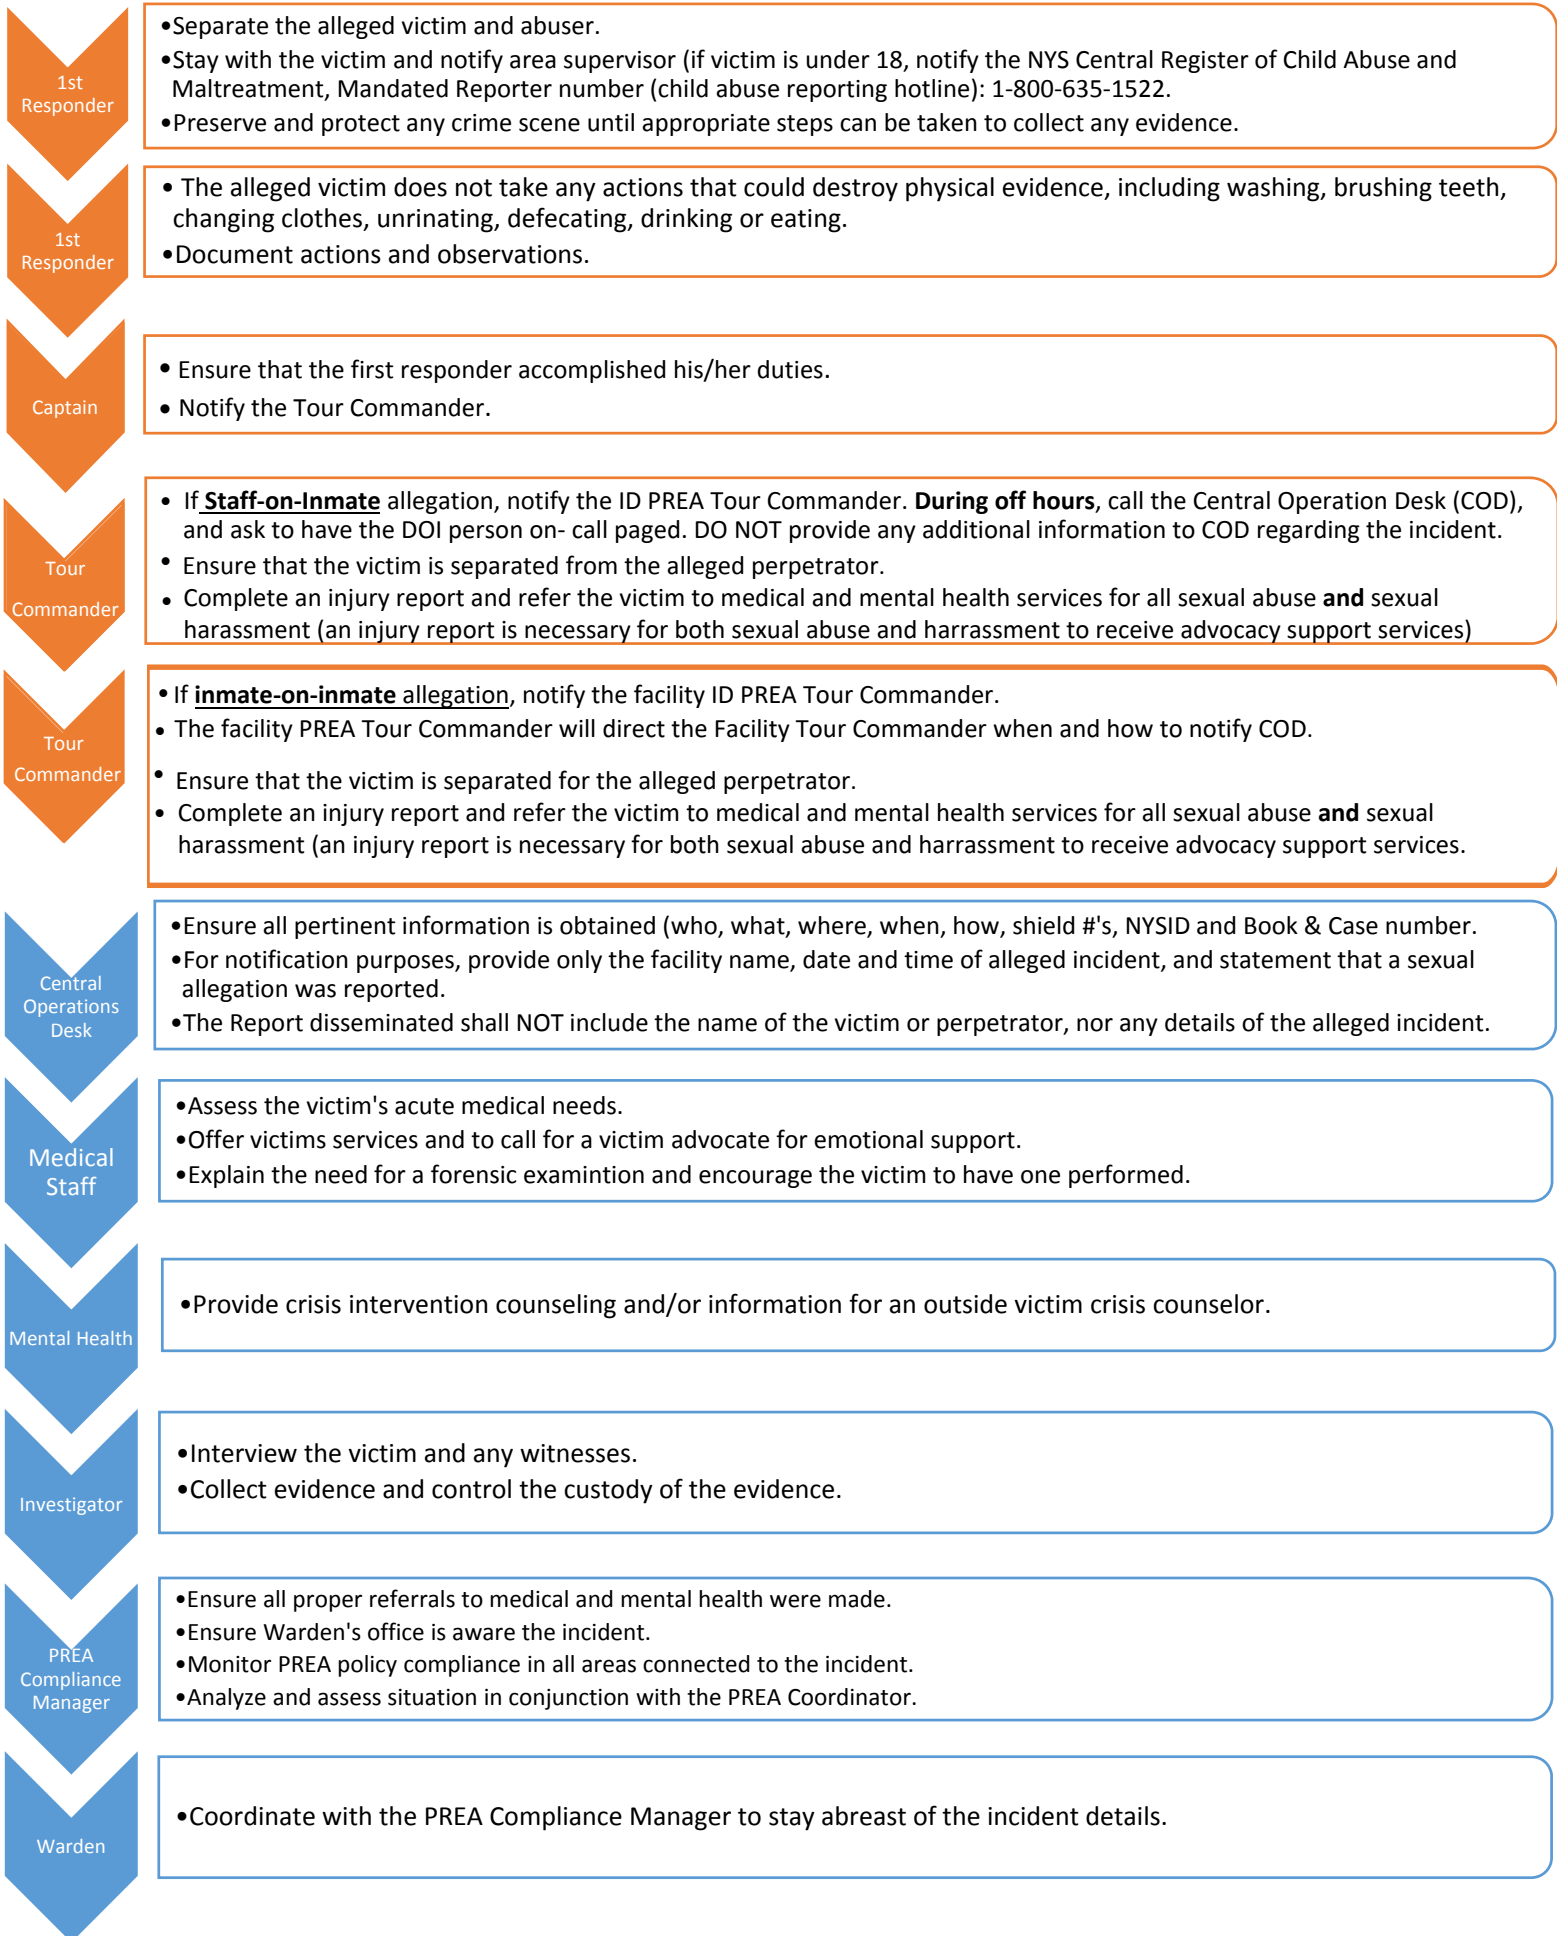 1st
Responder
•Separate the alleged victim and abuser.
•Stay with the victim and notify area supervisor (if victim is under 18, notify the NYS Central Register of Child Abuse and
Maltreatment, Mandated Reporter number (child abuse reporting hotline): 1-800-635-1522.
•Preserve and protect any crime scene until appropriate steps can be taken to collect any evidence.
1st
Responder
• The alleged victim does not take any actions that could destroy physical evidence, including washing, brushing teeth,
changing clothes, unrinating, defecating, drinking or eating.
•Document actions and observations.
Captain
• Ensure that the first responder accomplished his/her duties.
• Notify the Tour Commander.
Tour
Commander
• If Staff-on-Inmate allegation, notify the ID PREA Tour Commander. During off hours, call the Central Operation Desk (COD),
and ask to have the DOI person on- call paged. DO NOT provide any additional information to COD regarding the incident.
• Ensure that the victim is separated from the alleged perpetrator.
• Complete an injury report and refer the victim to medical and mental health services for all sexual abuse and sexual
harassment (an injury report is necessary for both sexual abuse and harrassment to receive advocacy support services)
Tour
Commander
• If inmate-on-inmate allegation, notify the facility ID PREA Tour Commander.
• The facility PREA Tour Commander will direct the Facility Tour Commander when and how to notify COD.
• Ensure that the victim is separated for the alleged perpetrator.
• Complete an injury report and refer the victim to medical and mental health services for all sexual abuse and sexual
harassment (an injury report is necessary for both sexual abuse and harrassment to receive advocacy support services.
Central
Operations
Desk
•Ensure all pertinent information is obtained (who, what, where, when, how, shield #'s, NYSID and Book & Case number.
•For notification purposes, provide only the facility name, date and time of alleged incident, and statement that a sexual
allegation was reported.
•The Report disseminated shall NOT include the name of the victim or perpetrator, nor any details of the alleged incident.
Medical
Staff
•Assess the victim's acute medical needs.
•Offer victims services and to call for a victim advocate for emotional support.
•Explain the need for a forensic examintion and encourage the victim to have one performed.
Mental Health
•Provide crisis intervention counseling and/or information for an outside victim crisis counselor.
Investigator
•Interview the victim and any witnesses.
•Collect evidence and control the custody of the evidence.
PREA
Compliance
Manager
•Ensure all proper referrals to medical and mental health were made.
•Ensure Warden's office is aware the incident.
•Monitor PREA policy compliance in all areas connected to the incident.
•Analyze and assess situation in conjunction with the PREA Coordinator.
Warden
•Coordinate with the PREA Compliance Manager to stay abreast of the incident details.